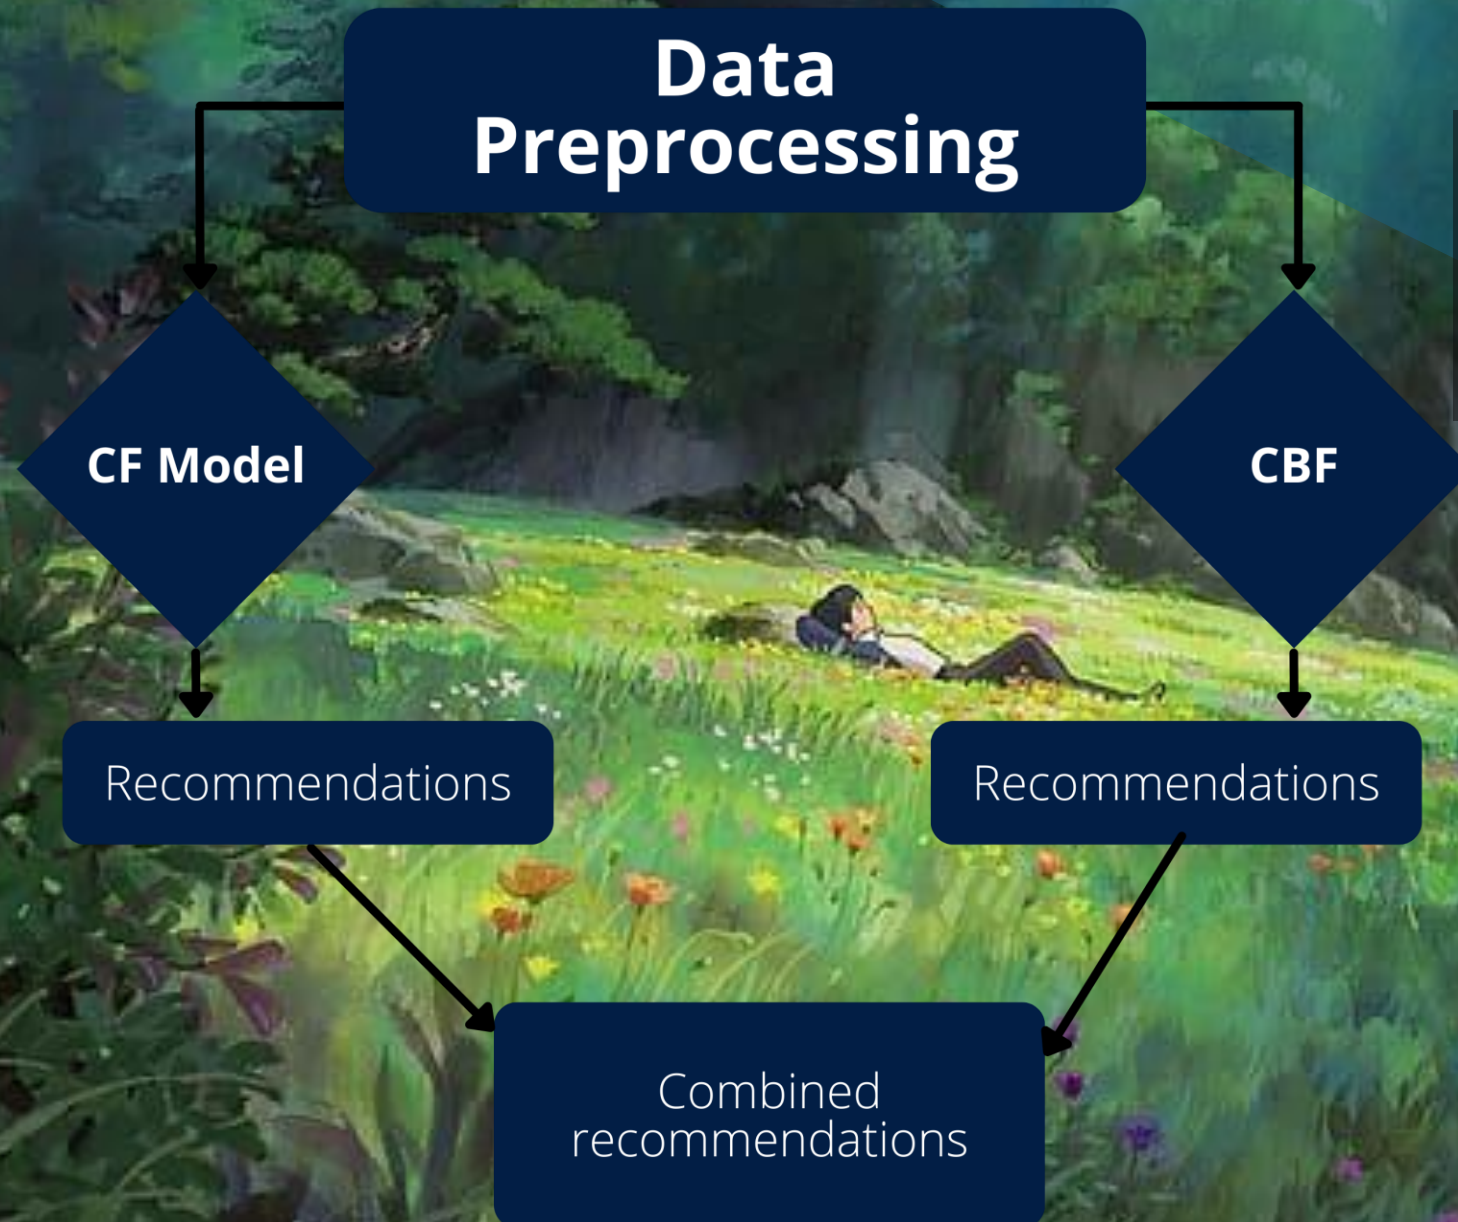 Data
Preprocessing
CF Model
CBF
Recommendations
Recommendations
Combined
recommendations